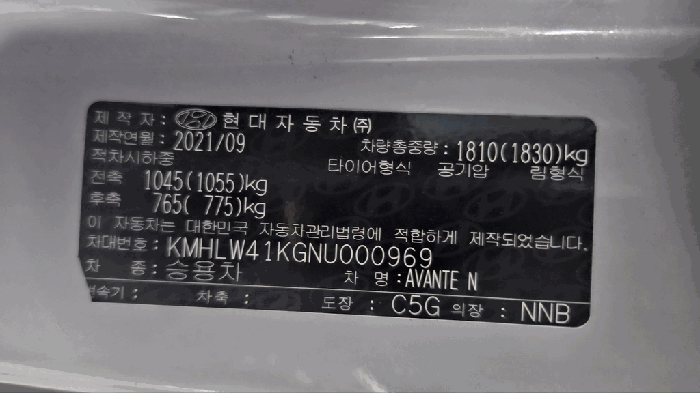 제 작 자 : 현대자동차㈜
제작연월 : 2021/09 차량총중량 : 1810(1830)kg
적차시하중 타이어형식 공기압 림형식
전축 1045(1055)kg
후축 765( 775)kg
이 자동차는 대한민국 자동차관리법령에 적합하게 제작되었습니다.
차대번호 : KMHLW41KGNU000969
차 종 : 승용차 차 명 : AVANTE N
변속기 : 차축 : 도장 : C5G 의장 : NNB